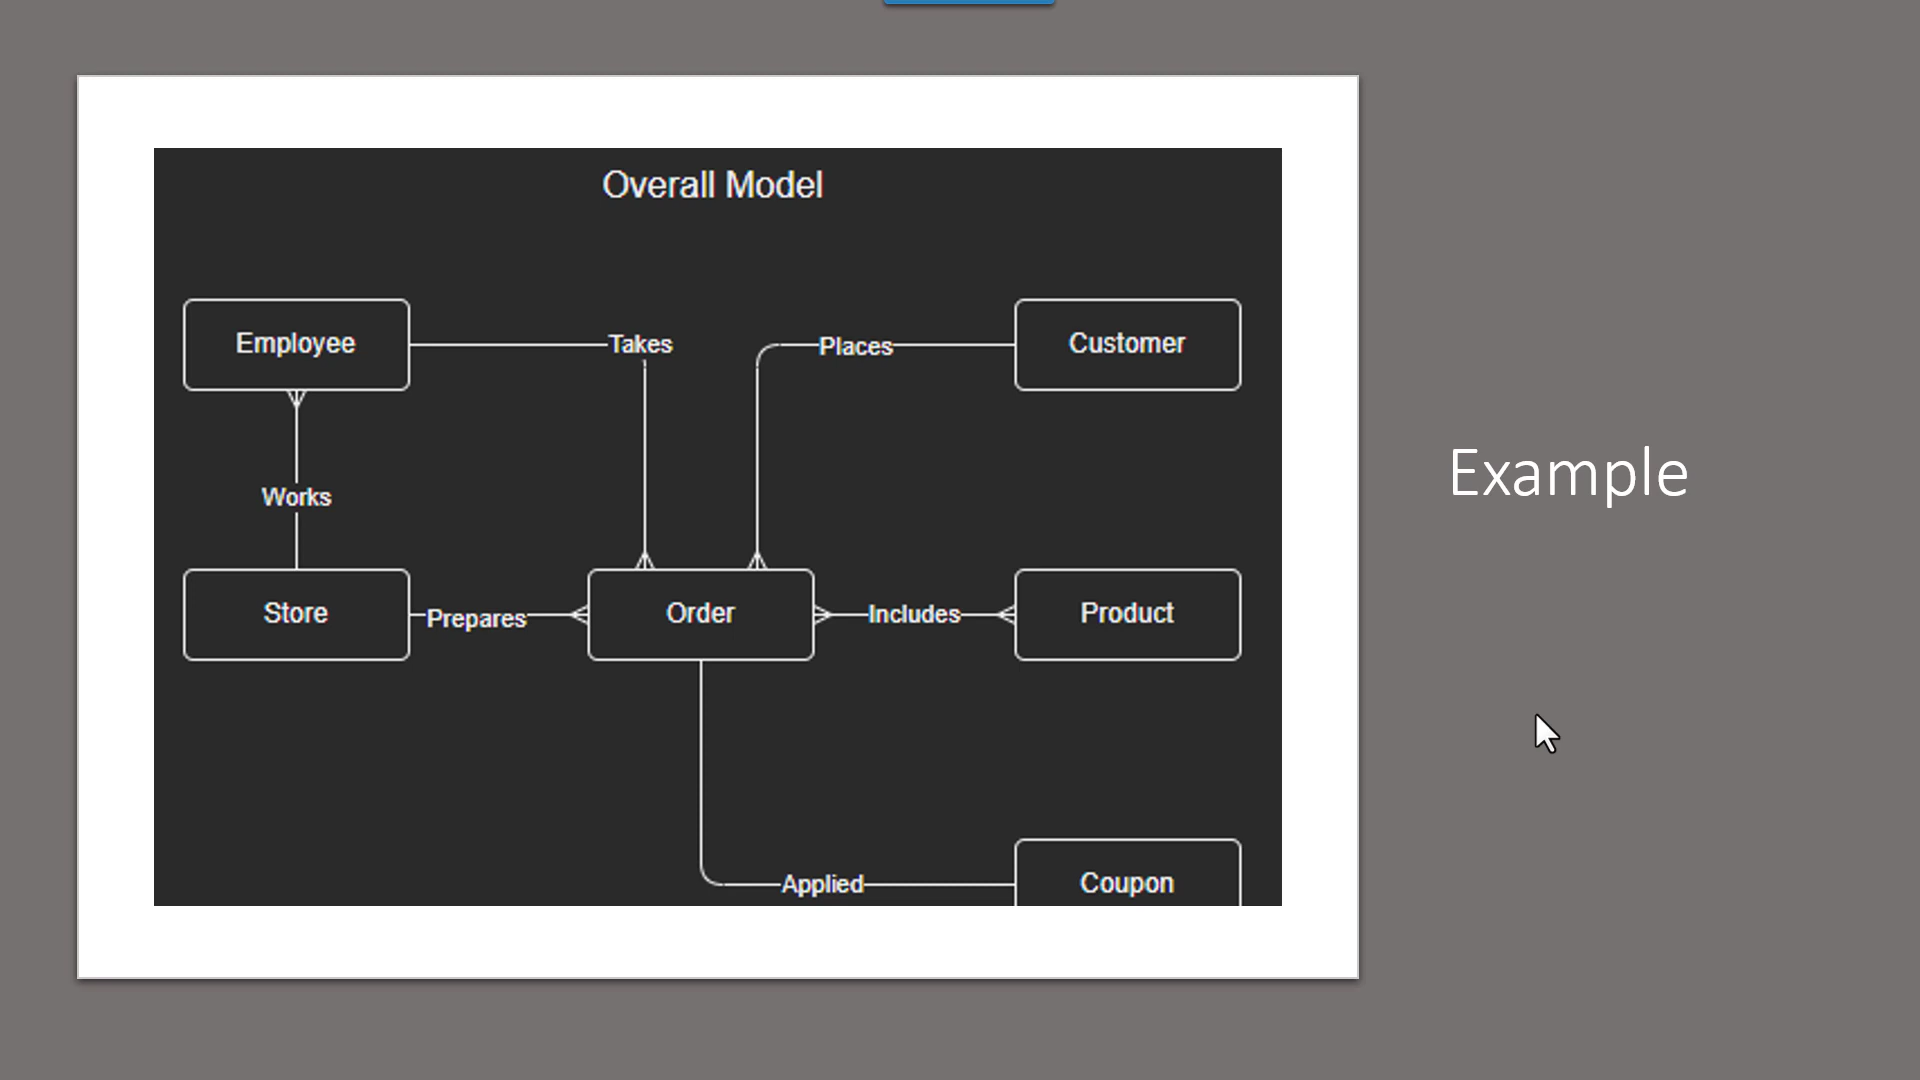 Overall Model
Employee
Takes
Places
Customer
Works
Store
Prepares
Order
Includes
Product
Applied
Coupon
Example